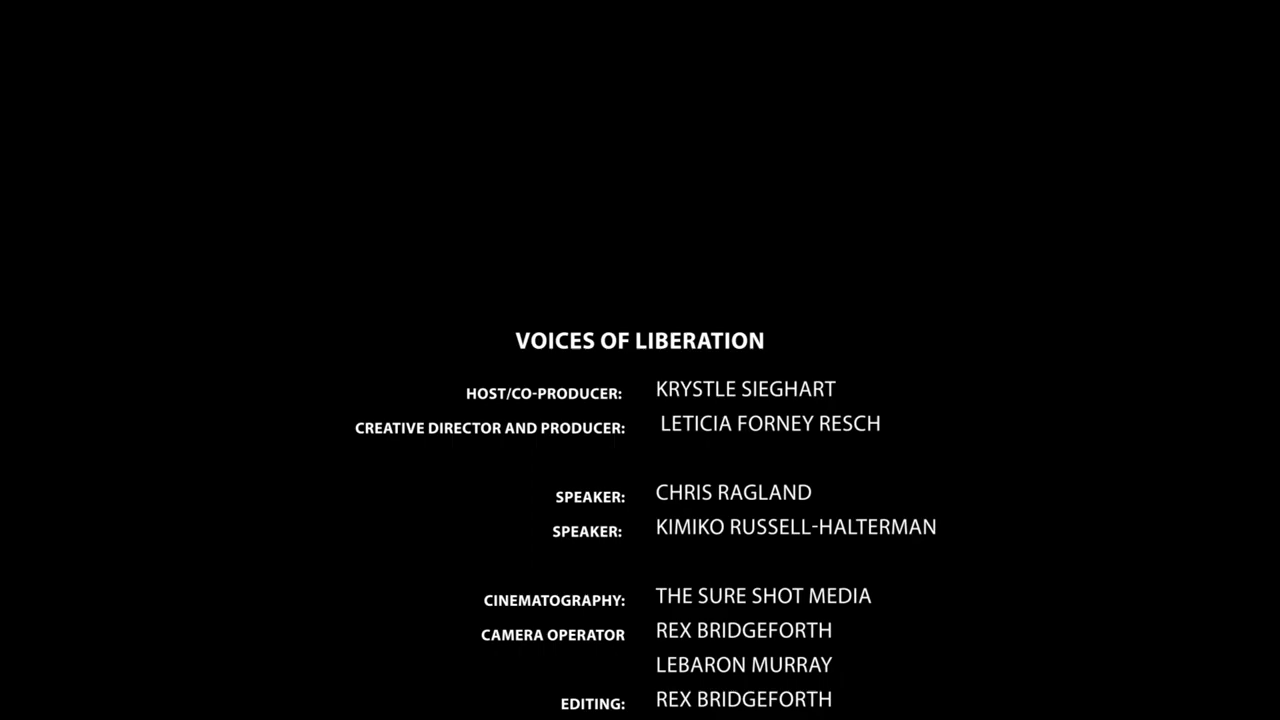 VOICES OF LIBERATION
HOST/CO-PRODUCER: KRYSTLE SIEGHART
CREATIVE DIRECTOR AND PRODUCER: LETICIA FORNEY RESCH
SPEAKER: CHRIS RAGLAND
SPEAKER: KIMIKO RUSSELL-HALTERMAN
CINEMATOGRAPHY: THE SURE SHOT MEDIA
CAMERA OPERATOR REX BRIDGEFORTH
LEBARON MURRAY
EDITING: REX BRIDGEFORTH